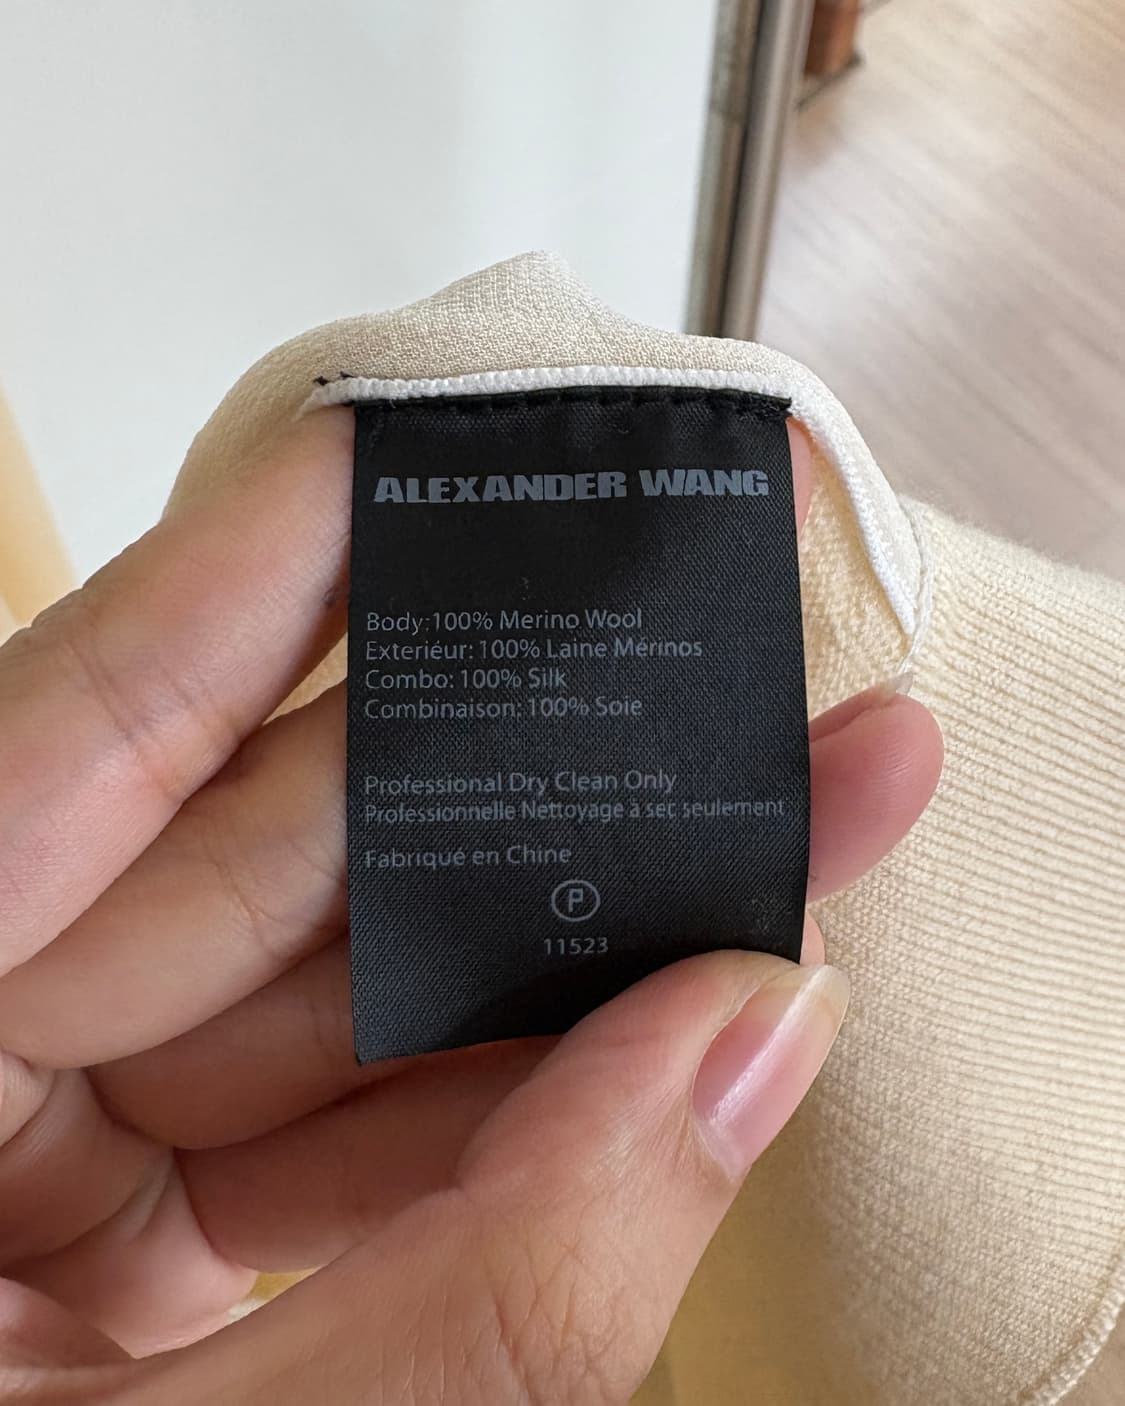 ALEXANDER WANG
Body:100% Merino Wool
Exteriéur: 100% Laine Mérinos
Combo: 100% Silk
Combinaison: 100% Soie
Professional Dry Clean Only
Professionnelle Nettoyage à sec seulement
Fabriqué en Chine
P
11523